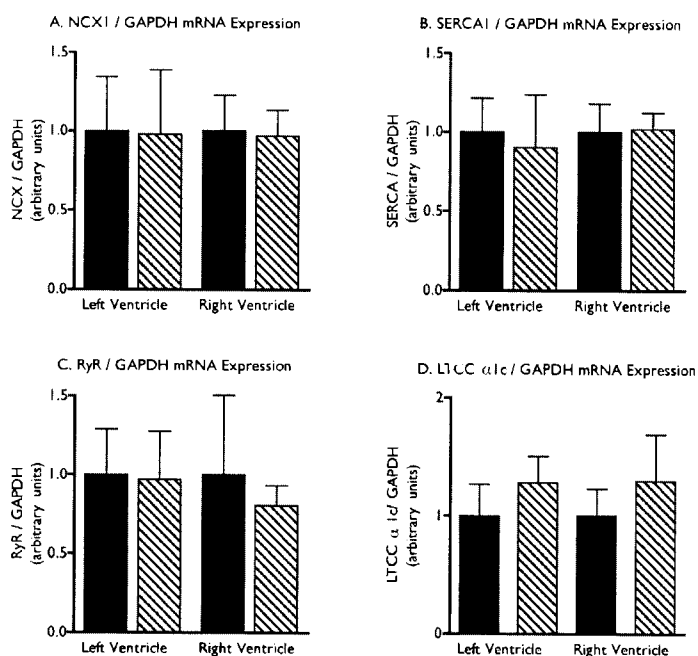 A. NCX1 / GAPDH mRNA Expression
NCX / GAPDH
(arbitrary units)
1.5
1.0
0.5
0.0
Left Ventricle Right Ventricle
B. SERCA1 / GAPDH mRNA Expression
SERCA / GAPDH
(arbitrary units)
1.5
1.0
0.5
0.0
Left Ventricle Right Ventricle
C. RyR / GAPDH mRNA Expression
RyR / GAPDH
(arbitrary units)
1.5
1.0
0.5
0.0
Left Ventricle Right Ventricle
D. LTCC α1c / GAPDH mRNA Expression
LTCC α 1c/ GAPDH
(arbitrary units)
2
1
0
Left Ventricle Right Ventricle